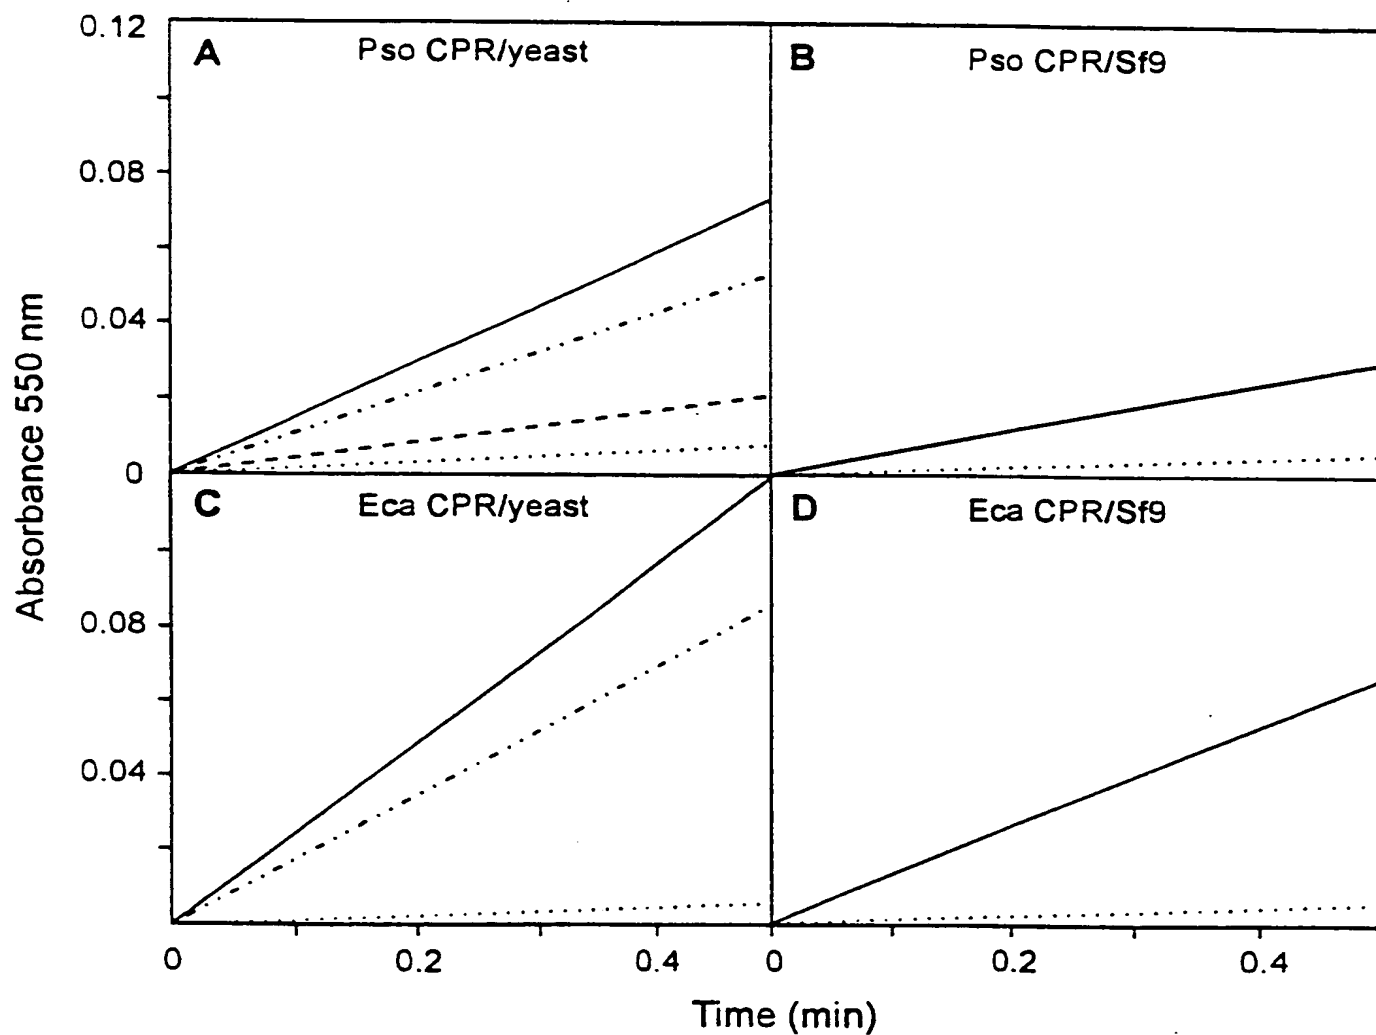 0.12
A
Pso CPR/yeast
B
Pso CPR/Sf9
0.08
0.04
0
Absorbance 550 nm
C
Eca CPR/yeast
D
Eca CPR/Sf9
0.08
0.04
0
0.2
0.4
0
0.2
0.4
Time (min)